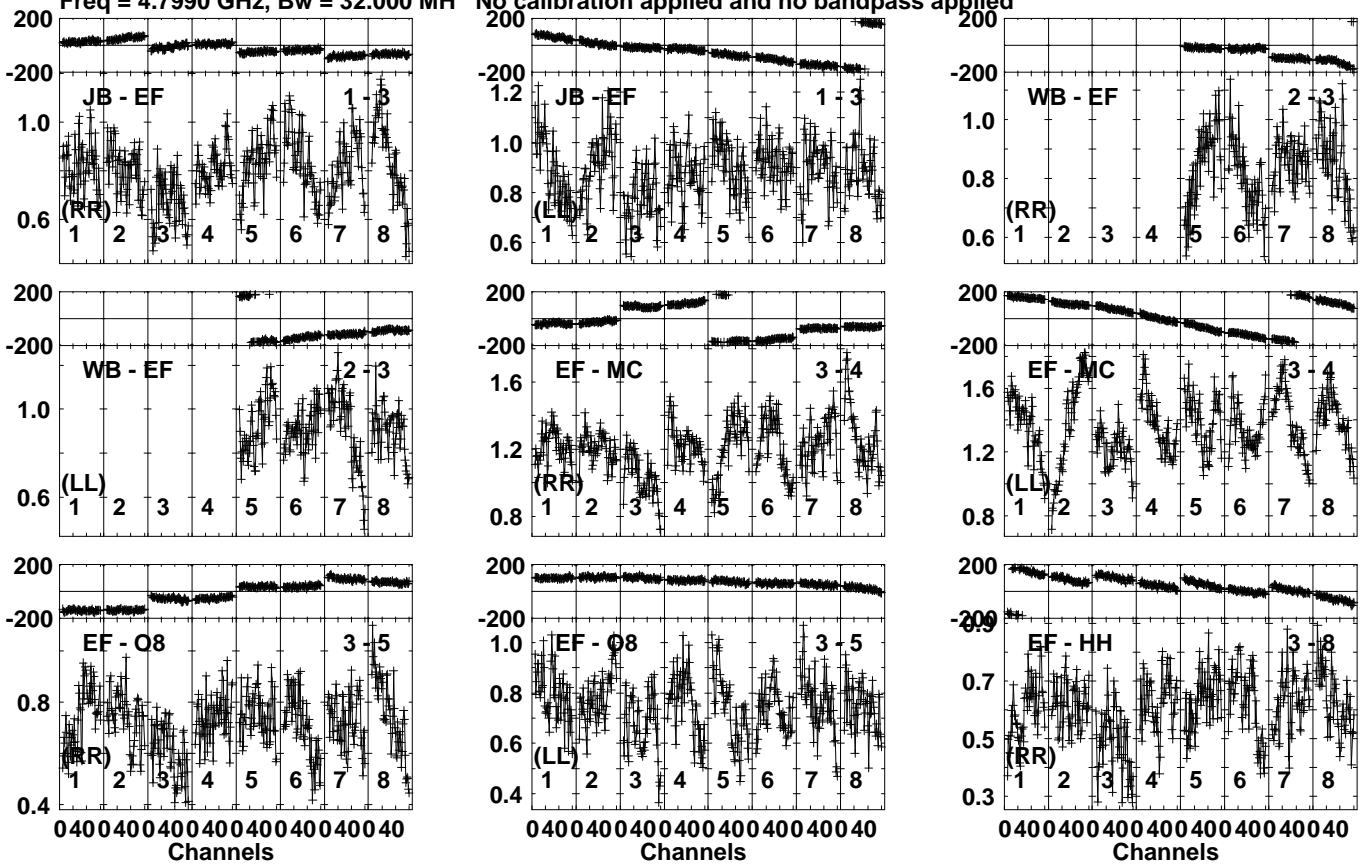 Freq = 4.7990 GHz, Bw = 32.000 MH No calibration applied and no bandpass applied
-200 -200 200 -200
JB - EF 1 - 3
1.0
0.6
(RR)
1 2 3 4 5 6 7 8
JB - EF 1 - 3
1.2
1.0
0.8
0.6
(LL)
1 2 3 4 5 6 7 8
WB - EF 2 - 3
1.0
0.8
0.6
(RR)
1 2 3 4 5 6 7 8
200
-200
WB - EF 2 - 3
1.0
0.6
(LL)
1 2 3 4 5 6 7 8
200
-200
EF - MC 3 - 4
1.6
1.2
0.8
(RR)
1 2 3 4 5 6 7 8
200
-200
EF - MC 3 - 4
1.6
1.2
0.8
(LL)
1 2 3 4 5 6 7 8
200
-200
EF - O8 3 - 5
0.8
0.4
(RR)
1 2 3 4 5 6 7 8
0 40 0 40 0 40 0 40 0 40 0 40 0 40 0 40
Channels
200
-200
EF - O8 3 - 5
1.0
0.8
0.6
0.4
(LL)
1 2 3 4 5 6 7 8
0 40 0 40 0 40 0 40 0 40 0 40 0 40 0 40
Channels
200
-200
0.9
EF - HH 3 - 8
0.7
0.5
0.3
(RR)
1 2 3 4 5 6 7 8
0 40 0 40 0 40 0 40 0 40 0 40 0 40 0 40
Channels